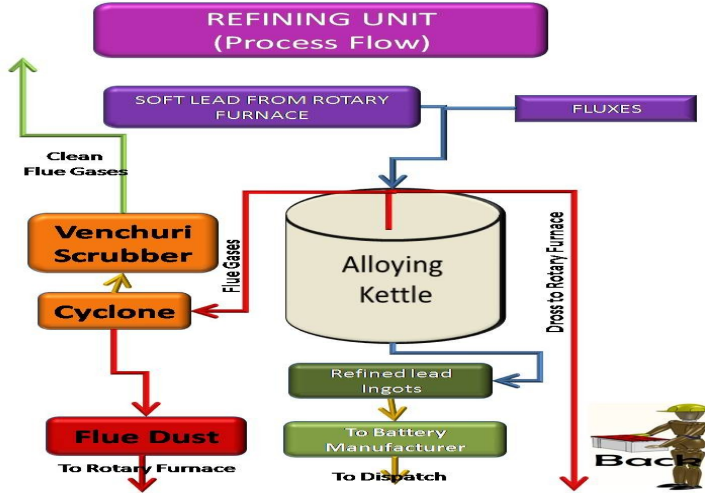 REFINING UNIT
(Process Flow)
SOFT LEAD FROM ROTARY
FURNACE
FLUXES
Clean
Flue Gases
Venchuri
Scrubber
Cyclone
Flue Gases
Alloying
Kettle
Dross to Rotary Furnace
Refined lead
Ingots
Flue Dust
To Battery
Manufacturer
To Rotary Furnace
To Dispatch
Back